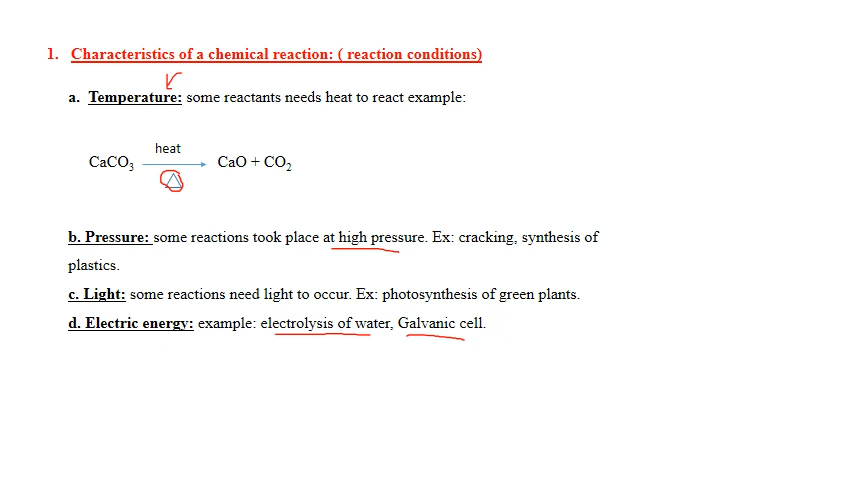 1. Characteristics of a chemical reaction: ( reaction conditions)
a. Temperature: some reactants needs heat to react example:
heat
CaCO₃ → CaO + CO₂
△
b. Pressure: some reactions took place at high pressure. Ex: cracking, synthesis of
plastics.
c. Light: some reactions need light to occur. Ex: photosynthesis of green plants.
d. Electric energy: example: electrolysis of water, Galvanic cell.